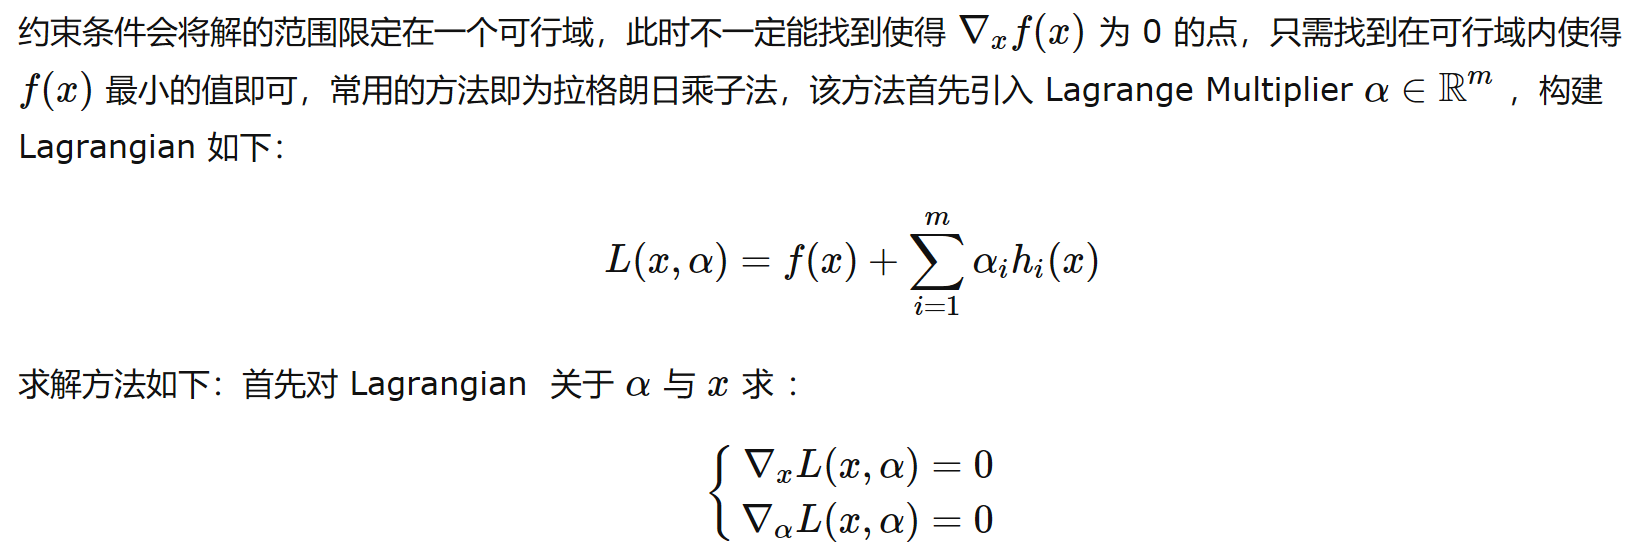 约束条件会将解的范围限定在一个可行域，此时不一定能找到使得 ∇ₓf(x) 为 0 的点，只需找到在可行域内使得
f(x) 最小的值即可，常用的方法即为拉格朗日乘子法，该方法首先引入 Lagrange Multiplier α ∈ ℝᵐ ，构建
Lagrangian 如下：
L(x, α) = f(x) + ∑_{i=1}^{m} α_i h_i(x)
求解方法如下：首先对 Lagrangian 关于 α 与 x 求 ：
{ ∇_x L(x, α) = 0
∇_α L(x, α) = 0